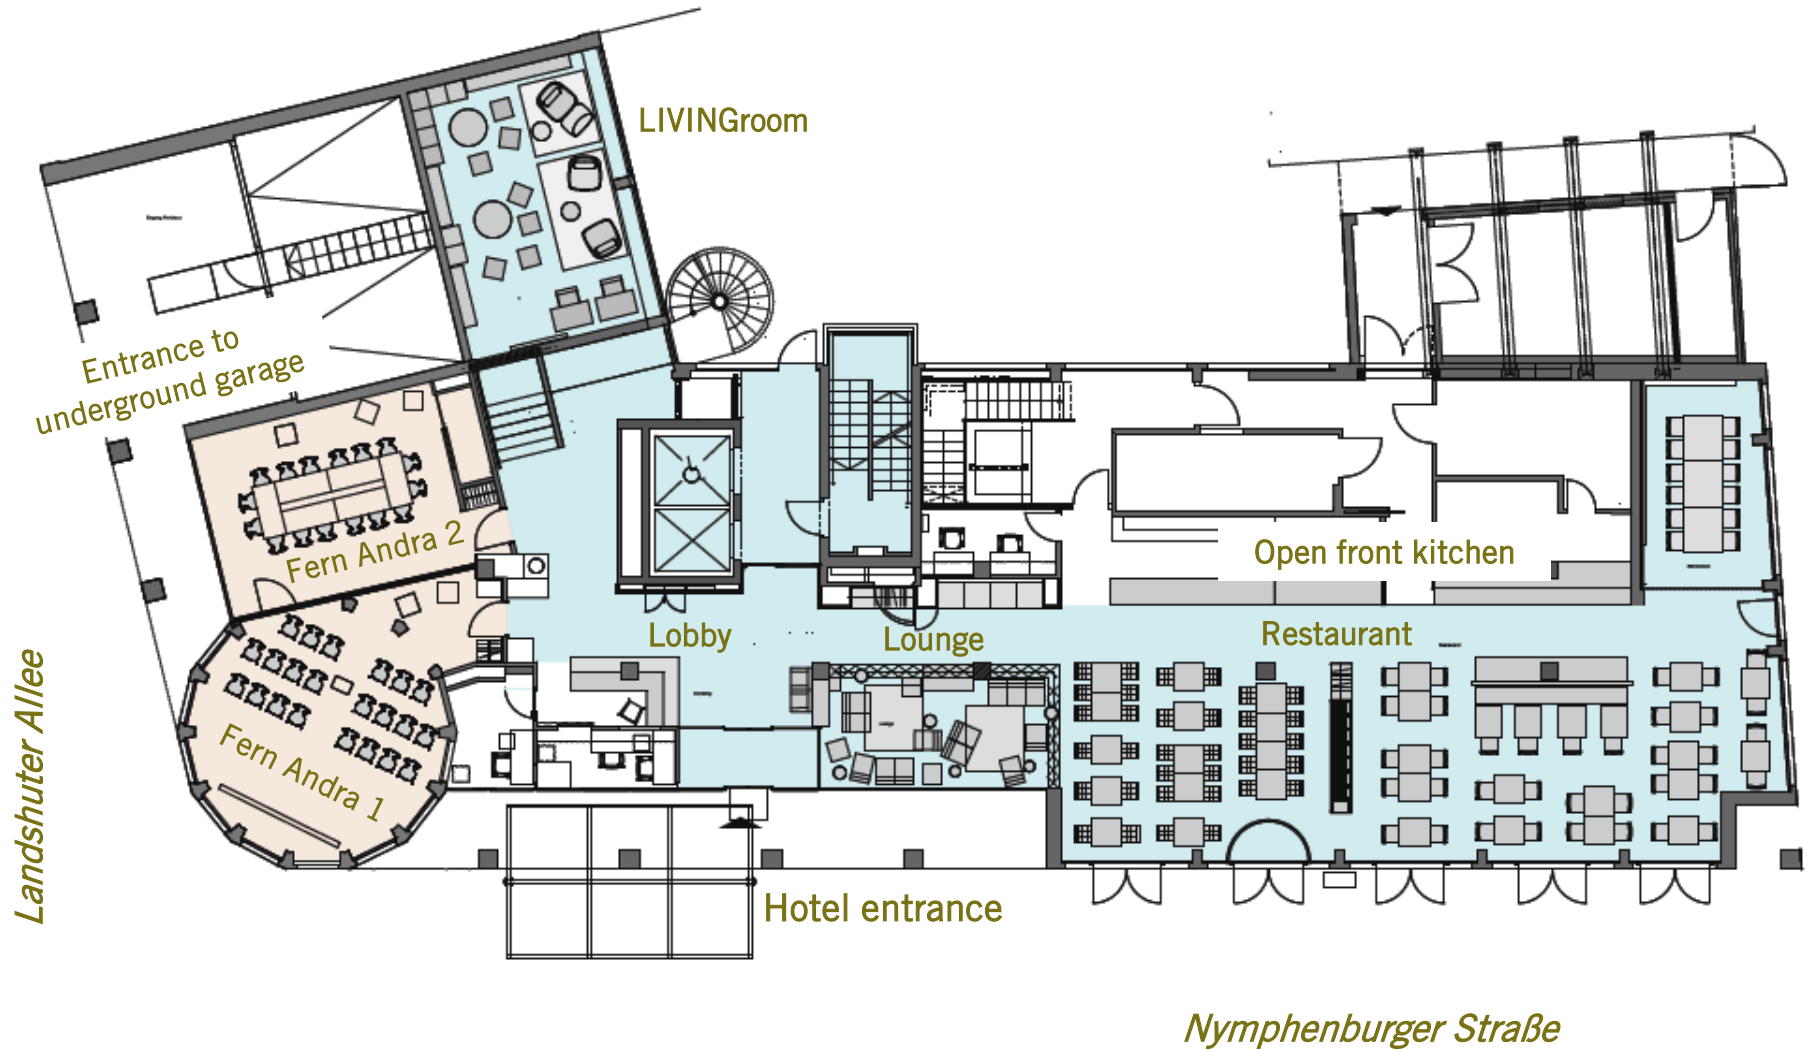 LIVINGroom
Entrance to
underground garage
Fern Andra 2
Open front kitchen
Lobby
Lounge
Restaurant
Fern Andra 1
Landshuter Allee
Hotel entrance
Nymphenburger Straße